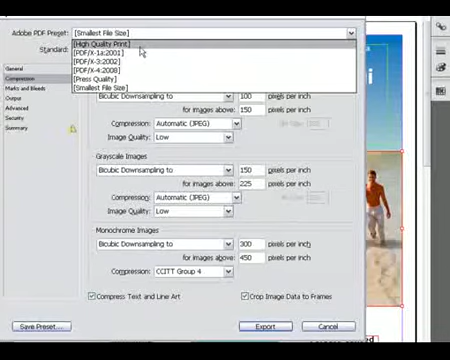 Adobe PDF Preset: [Smallest File Size]
[High Quality Print]
Standard: [PDF/X-1a:2001]
[PDF/X-3:2002]
[PDF/X-4:2008]
[Press Quality]
[Smallest File Size]
General
Compression
Marks and Bleeds
Output
Advanced
Security
Summary
Bicubic Downsampling to 100 pixels per inch
for images above: 150 pixels per inch
Compression: Automatic (JPEG)
Image Quality: Low
Grayscale Images
Bicubic Downsampling to 150 pixels per inch
for images above: 225 pixels per inch
Compression: Automatic (JPEG)
Image Quality: Low
Monochrome Images
Bicubic Downsampling to 300 pixels per inch
for images above: 450 pixels per inch
Compression: CCITT Group 4
Compress Text and Line Art Crop Image Data to Frames
Save Preset... Export Cancel